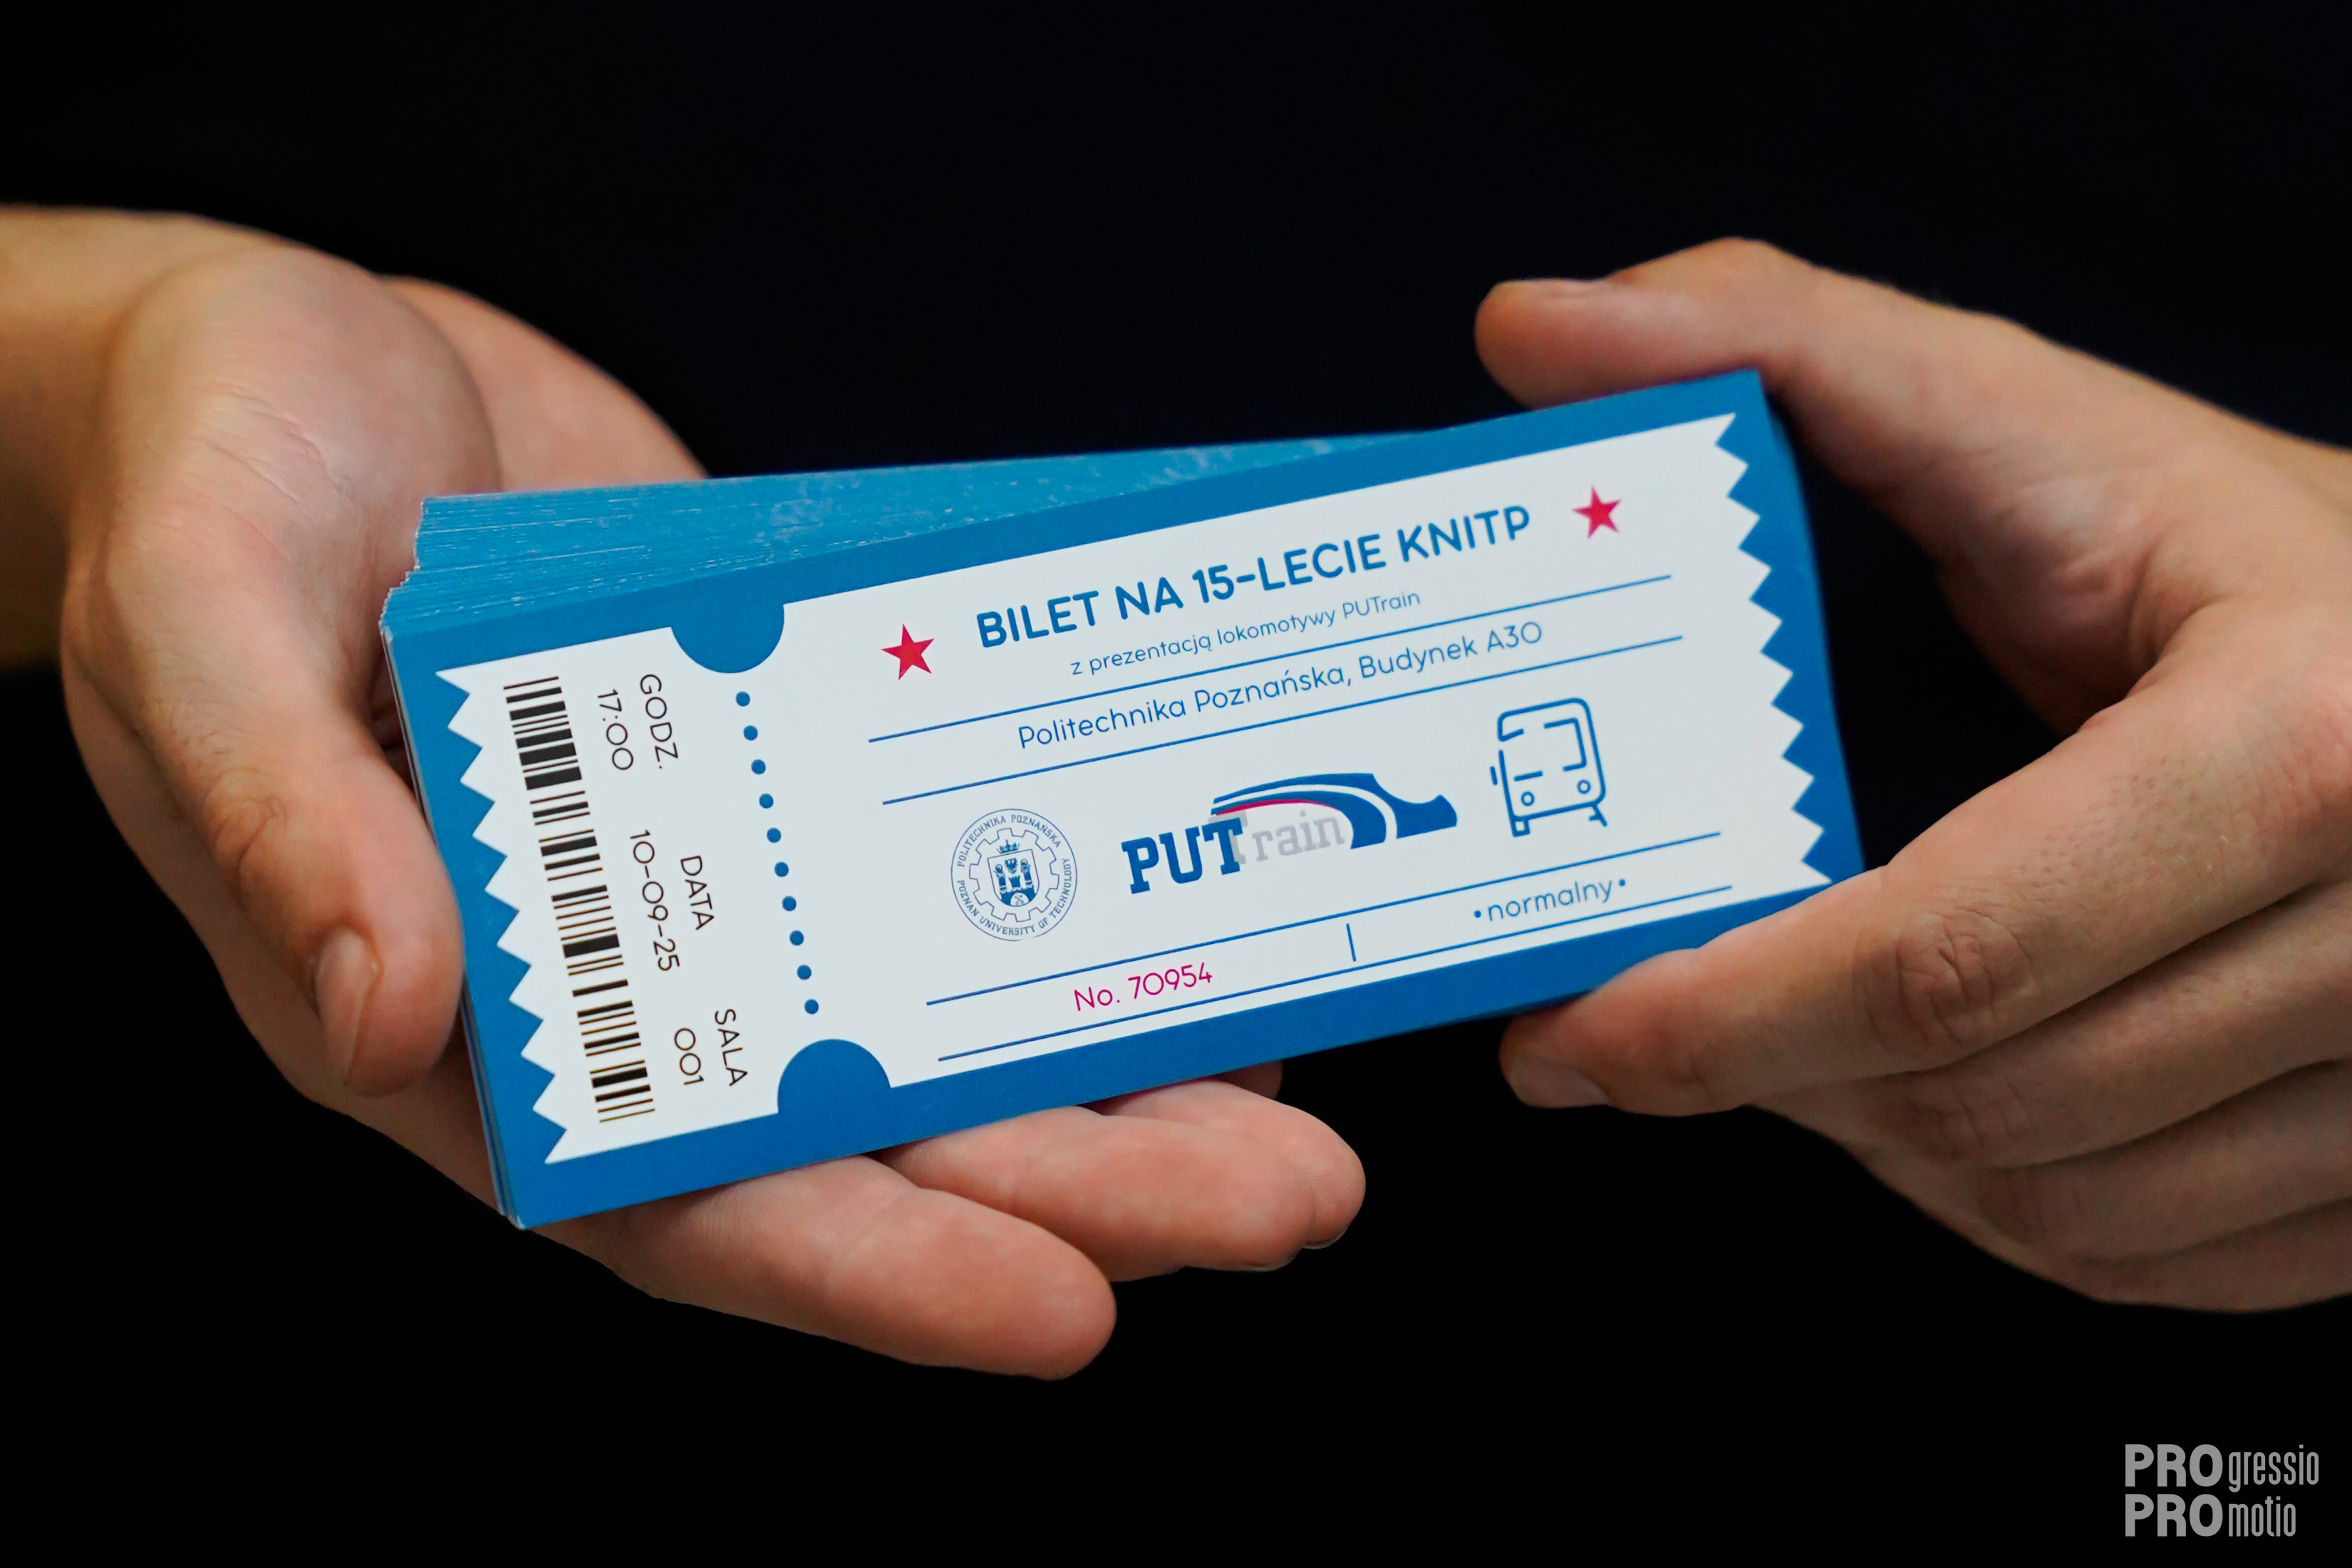 ★ BILET NA 15-LECIE KNITP ★
z prezentacją lokomotywy PUTrain
Politechnika Poznańska, Budynek A30
POLITECHNIKA POZNAŃSKA
POZNAN UNIVERSITY OF TECHNOLOGY
PUTrain
No. 70954
•normalny•
GODZ.
17:00
DATA
10-09-25
SALA
001
PROgressio
PROmotio